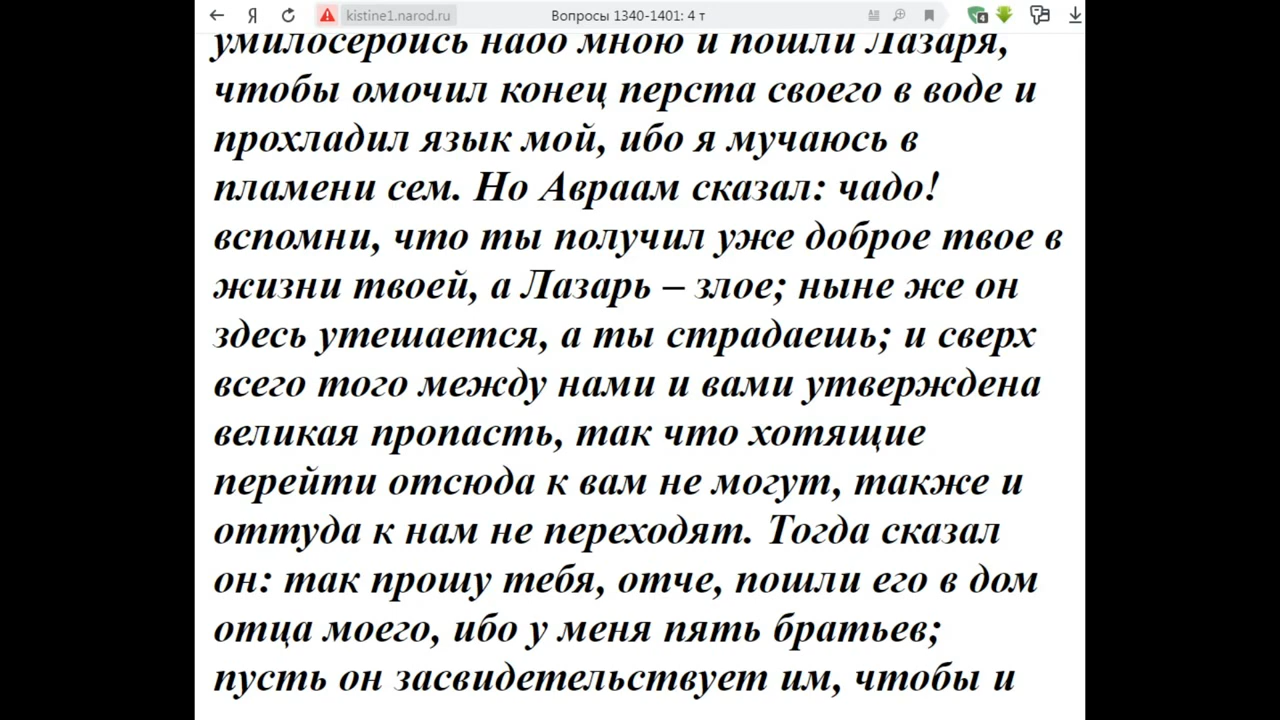 Я kistine1.narod.ru Вопросы 1340-1401: 4 т 4
умилосердись надо мною и пошли Лазаря,
чтобы омочил конец перста своего в воде и
прохладил язык мой, ибо я мучаюсь в
пламени сем. Но Авраам сказал: чадо!
вспомни, что ты получил уже доброе твое в
жизни твоей, а Лазарь – злое; ныне же он
здесь утешается, а ты страдаешь; и сверх
всего того между нами и вами утверждена
великая пропасть, так что хотящие
перейти отсюда к вам не могут, также и
оттуда к нам не переходят. Тогда сказал
он: так прошу тебя, отче, пошли его в дом
отца моего, ибо у меня пять братьев;
пусть он засвидетельствует им, чтобы и